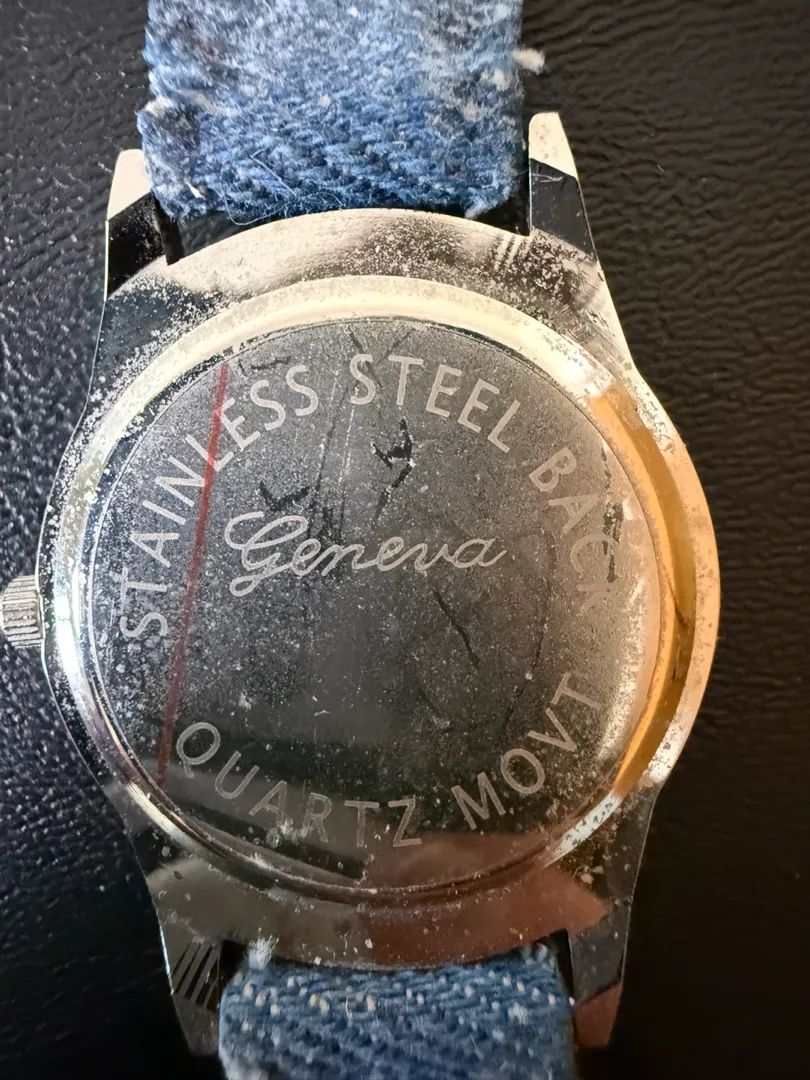 STAINLESS STEEL BACK
Geneva
QUARTZ MOVT